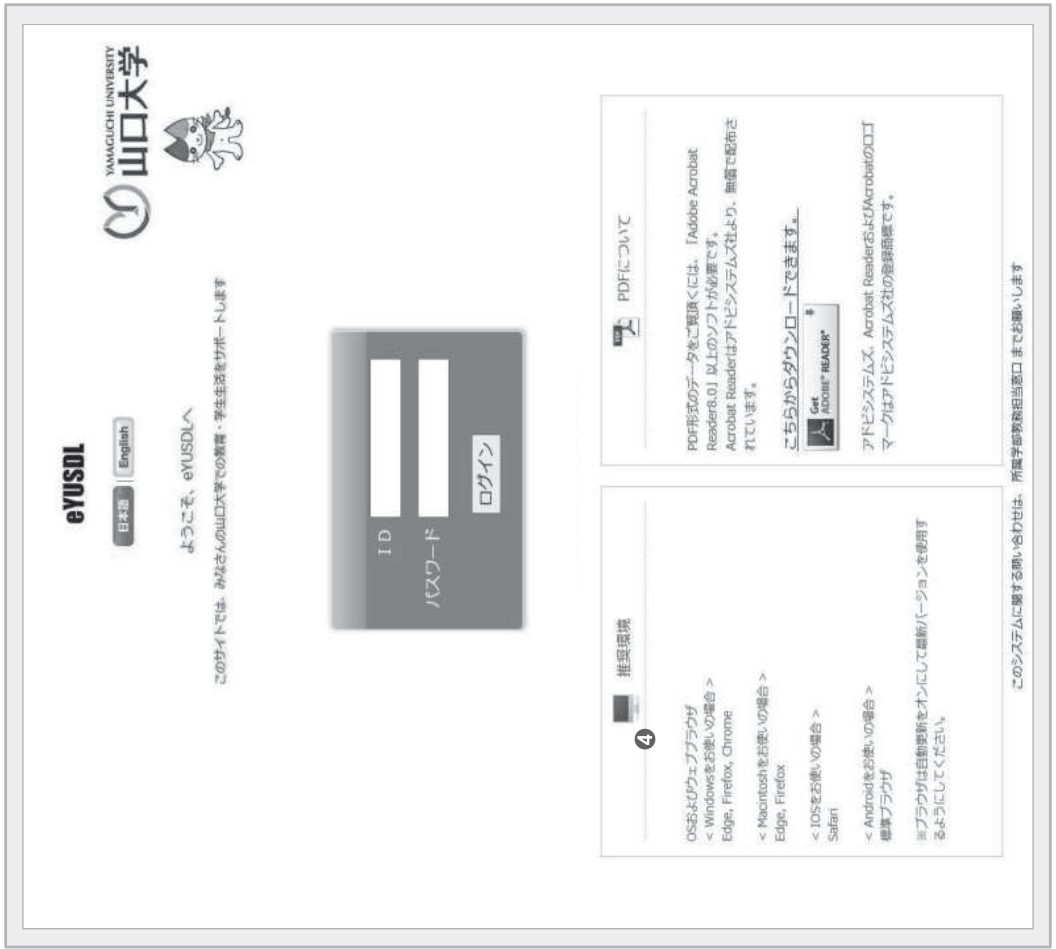 eYUSDL
YAMAGUCHI UNIVERSITY
山口大学
日本語 English
ようこそ、eYUSDLへ
このサイトでは、みなさんの山口大学での教育・学生生活をサポートします
ID
パスワード
ログイン
❹
推奨環境
OSおよびウェブブラウザ
< Windowsをお使いの場合 >
Edge, Firefox, Chrome
< Macintoshをお使いの場合 >
Edge, Firefox
< IOSをお使いの場合 >
Safari
< Androidをお使いの場合 >
標準ブラウザ
※ブラウザは自動更新をオンにして最新バージョンを使用す
るようにしてください。
PDFについて
PDF形式のデータをご覧頂くには、「Adobe Acrobat
Reader8.0」以上のソフトが必要です。
Acrobat Readerはアドビシステムズ社より、無償で配布さ
れています。
こちらからダウンロードできます。
Get
ADOBE® READER®
アドビシステムズ、Acrobat ReaderおよびAcrobatのロゴ
マークはアドビシステムズ社の登録商標です。
このシステムに関する問い合わせは、所属学部教務担当窓口 までお願いします